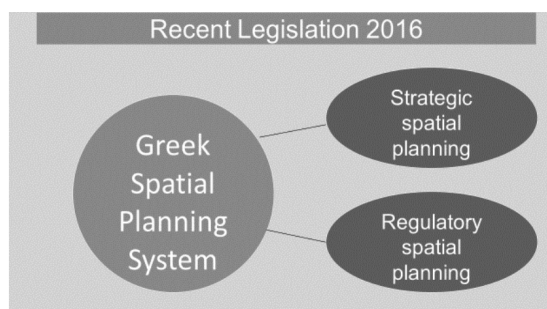 Recent Legislation 2016
Greek
Spatial
Planning
System
Strategic
spatial
planning
Regulatory
spatial
planning